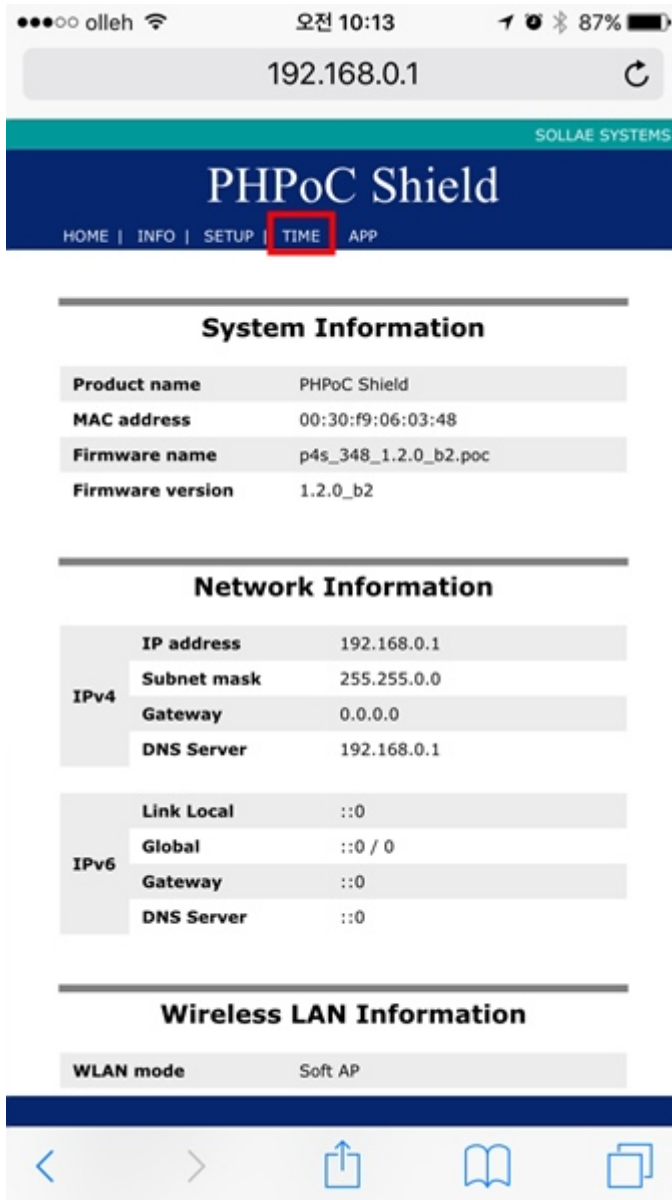 olleh 오전 10:13 87%
192.168.0.1
SOLLAE SYSTEMS
PHPoC Shield
HOME | INFO | SETUP | TIME APP
System Information
Product name PHPoC Shield
MAC address 00:30:f9:06:03:48
Firmware name p4s_348_1.2.0_b2.poc
Firmware version 1.2.0_b2
Network Information
IPv4
IP address 192.168.0.1
Subnet mask 255.255.0.0
Gateway 0.0.0.0
DNS Server 192.168.0.1
IPv6
Link Local ::0
Global ::0 / 0
Gateway ::0
DNS Server ::0
Wireless LAN Information
WLAN mode Soft AP